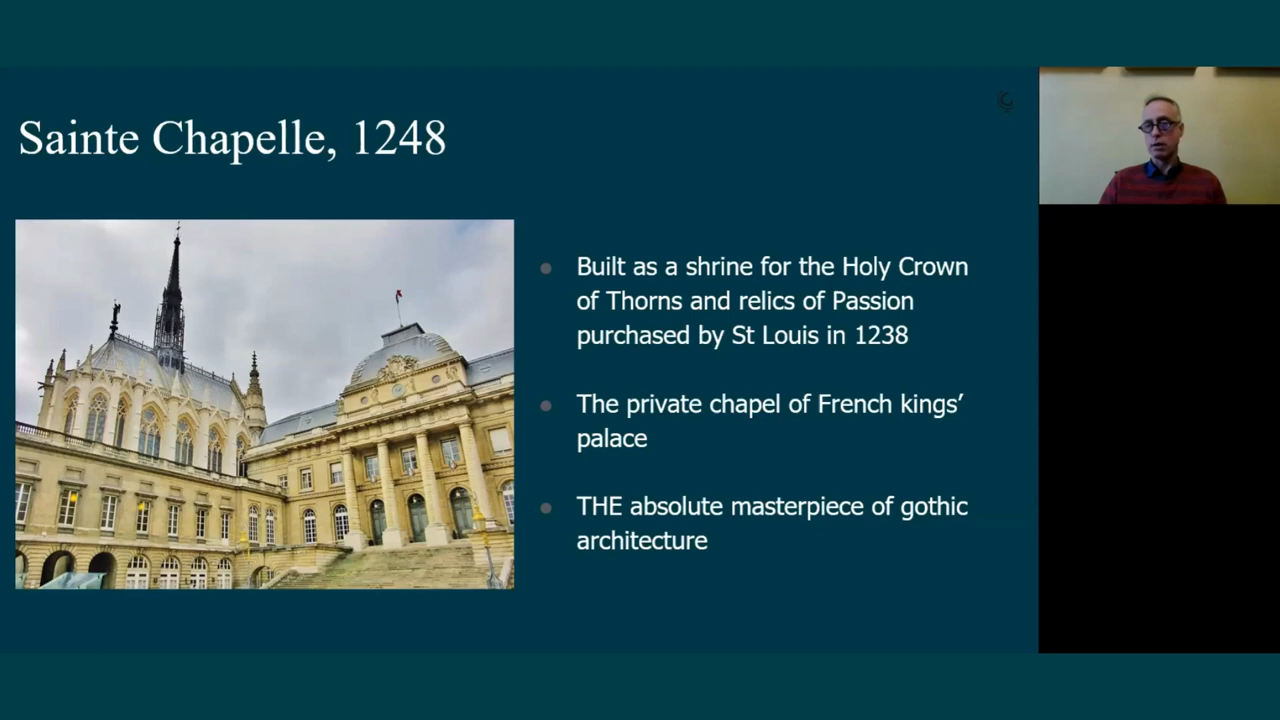 Sainte Chapelle, 1248
● Built as a shrine for the Holy Crown
of Thorns and relics of Passion
purchased by St Louis in 1238
● The private chapel of French kings’
palace
● THE absolute masterpiece of gothic
architecture